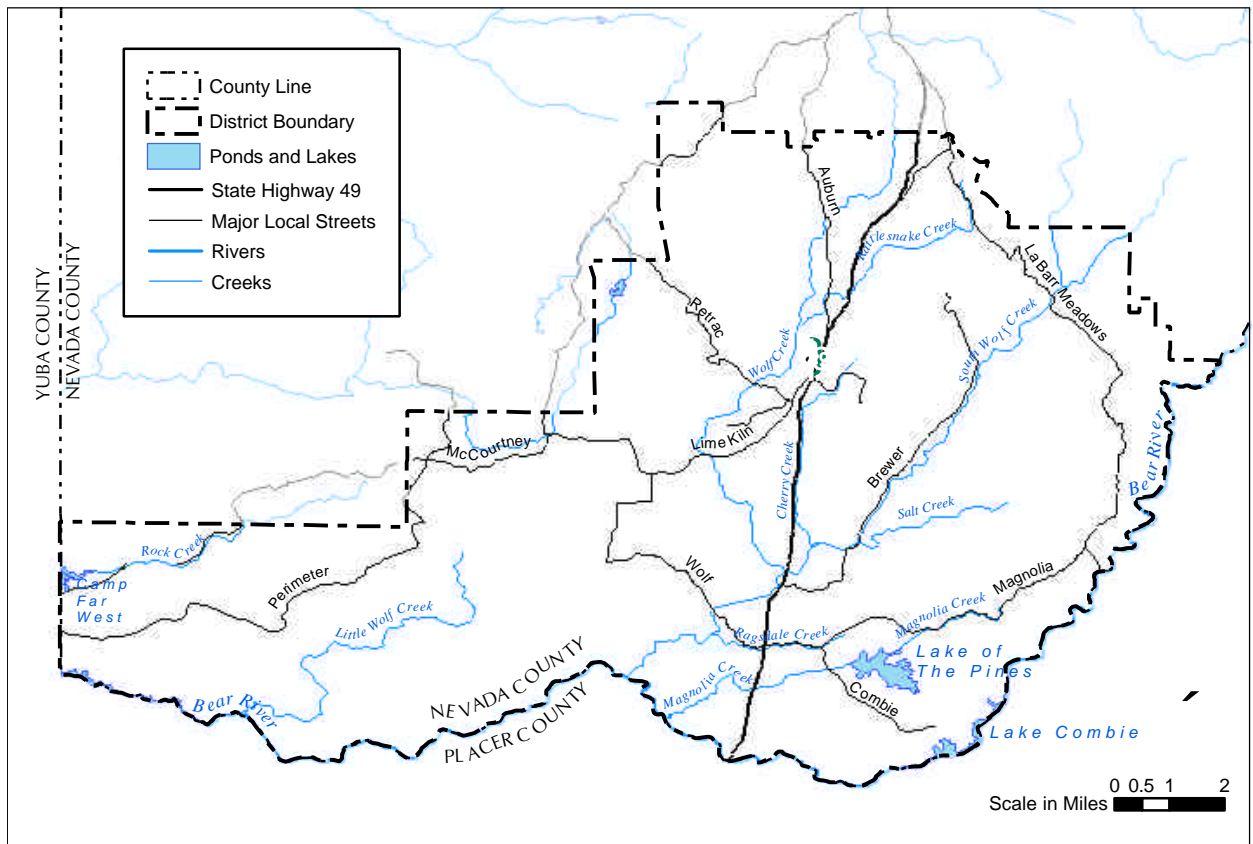 County Line
District Boundary
Ponds and Lakes
State Highway 49
Major Local Streets
Rivers
Creeks
YUBA COUNTY
NEVADA COUNTY
Auburn
Rattlesnake Creek
La Barr Meadows
Retrac
Wolf Creek
South Wolf Creek
Lime Kiln
McCourtney
Cherry Creek
Brewer
Bear River
Salt Creek
Rock Creek
Camp
Far
West
Perimeter
Wolf
Magnolia
Little Wolf Creek
Ragsdale Creek
Magnolia Creek
Lake of
The Pines
Magnolia Creek
Combie
Bear River
NEVADA COUNTY
PLACER COUNTY
Lake Combie
0 0.5 1 2
Scale in Miles